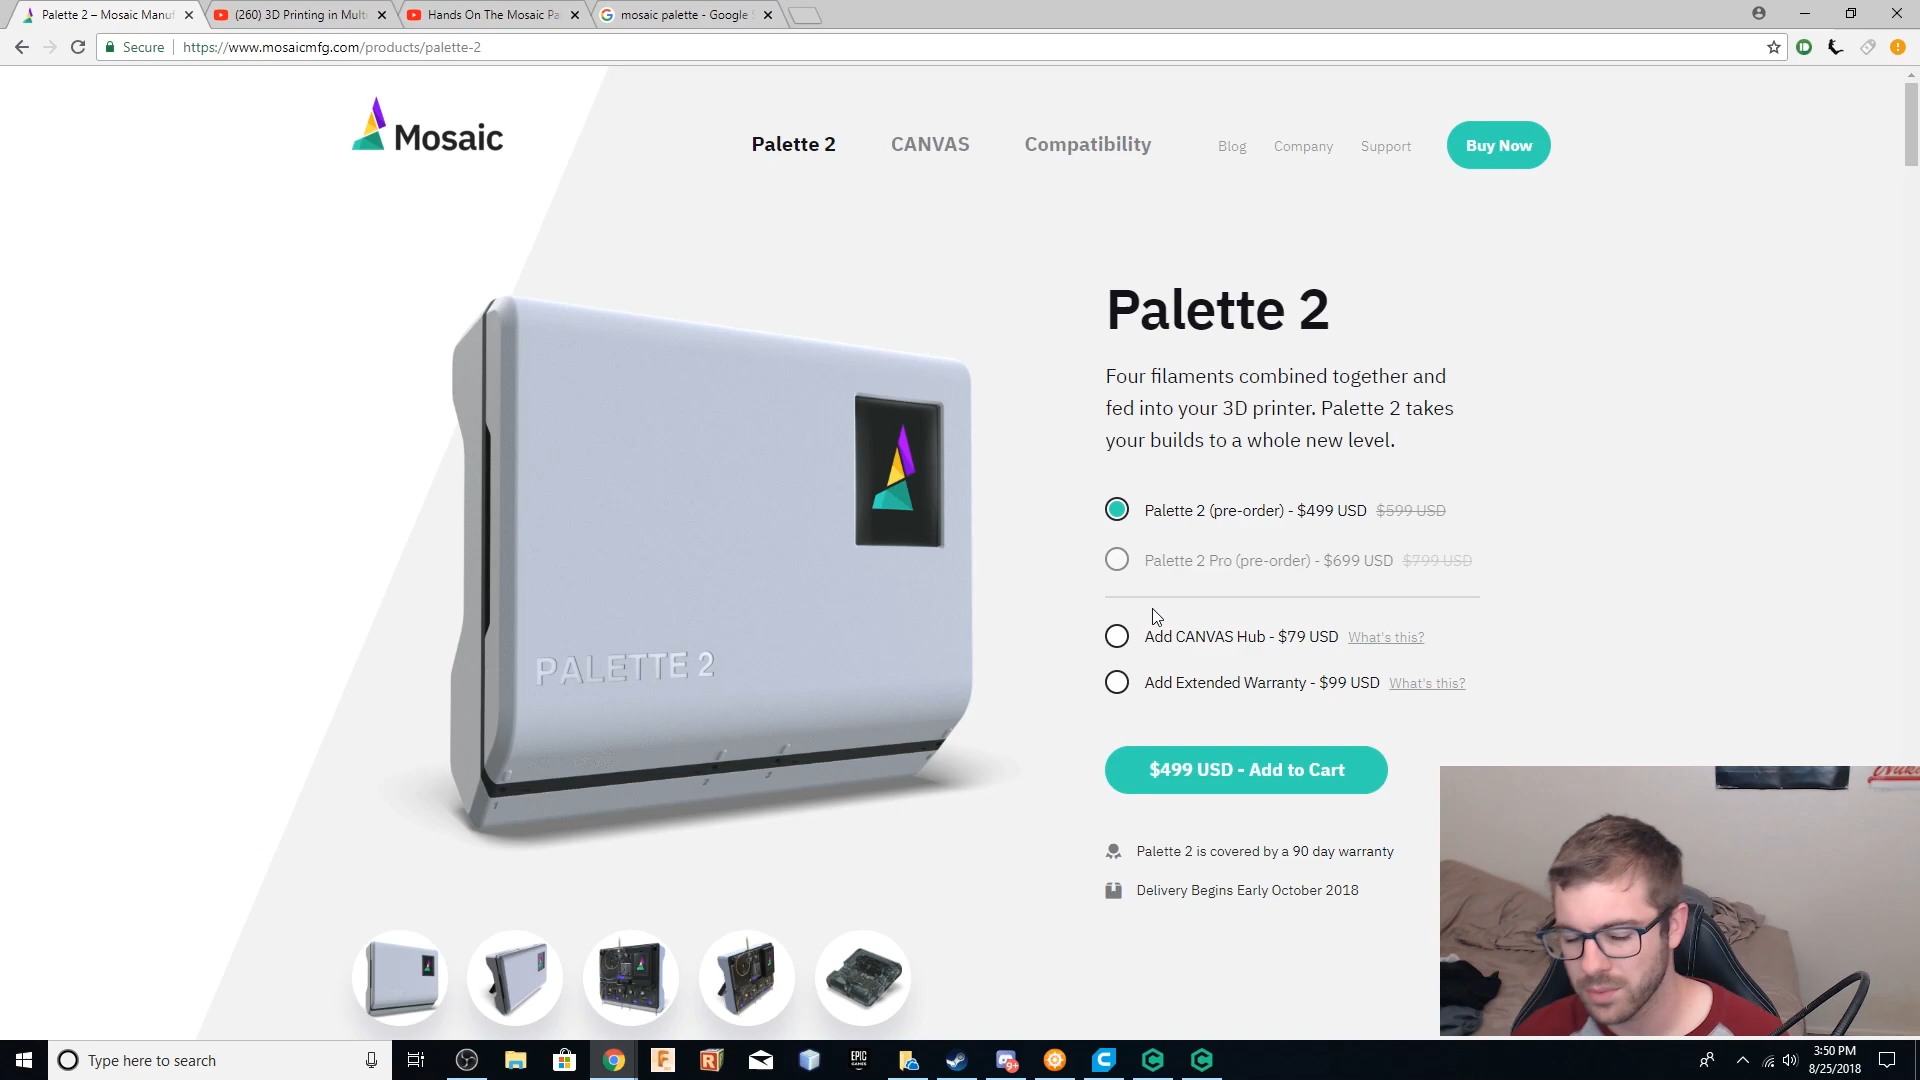 Palette 2 – Mosaic Manuf
(260) 3D Printing in Mult
Hands On The Mosaic Pa
mosaic palette - Google S
Secure
https://www.mosaicmfg.com/products/palette-2
Mosaic
Palette 2
CANVAS
Compatibility
Blog
Company
Support
Buy Now
Palette 2
Four filaments combined together and
fed into your 3D printer. Palette 2 takes
your builds to a whole new level.
Palette 2 (pre-order) - $499 USD $599 USD
Palette 2 Pro (pre-order) - $699 USD $799 USD
Add CANVAS Hub - $79 USD What's this?
Add Extended Warranty - $99 USD What's this?
$499 USD - Add to Cart
Palette 2 is covered by a 90 day warranty
Delivery Begins Early October 2018
PALETTE 2
1
2
3
Type here to search
EPIC
GAMES
9+
3:50 PM
8/25/2018